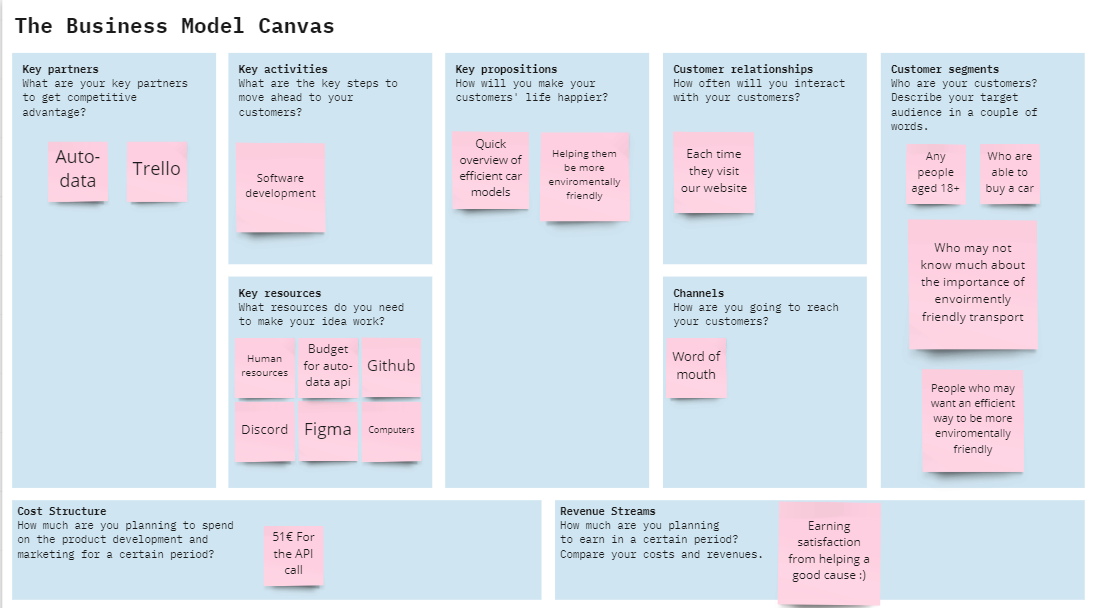 The Business Model Canvas
Key partners
What are your key partners
to get competitive
advantage?
Auto-
data
Trello
Key activities
What are the key steps to
move ahead to your
customers?
Software
development
Key resources
What resources do you need
to make your idea work?
Human
resources
Budget
for auto-
data api
Github
Discord
Figma
Computers
Key propositions
How will you make your
customers' life happier?
Quick
overview of
efficient car
models
Helping them
be more
enviromentally
friendly
Customer relationships
How often will you interact
with your customers?
Each time
they visit
our website
Channels
How are you going to reach
your customers?
Word of
mouth
Customer segments
Who are your customers?
Describe your target
audience in a couple of
words.
Any
people
aged 18+
Who are
able to
buy a car
Who may not
know much about
the importance of
envoirmently
friendly transport
People who may
want an efficient
way to be more
enviromentally
friendly
Cost Structure
How much are you planning to spend
on the product development and
marketing for a certain period?
51€ For
the API
call
Revenue Streams
How much are you planning
to earn in a certain period?
Compare your costs and revenues.
Earning
satisfaction
from helping a
good cause :)